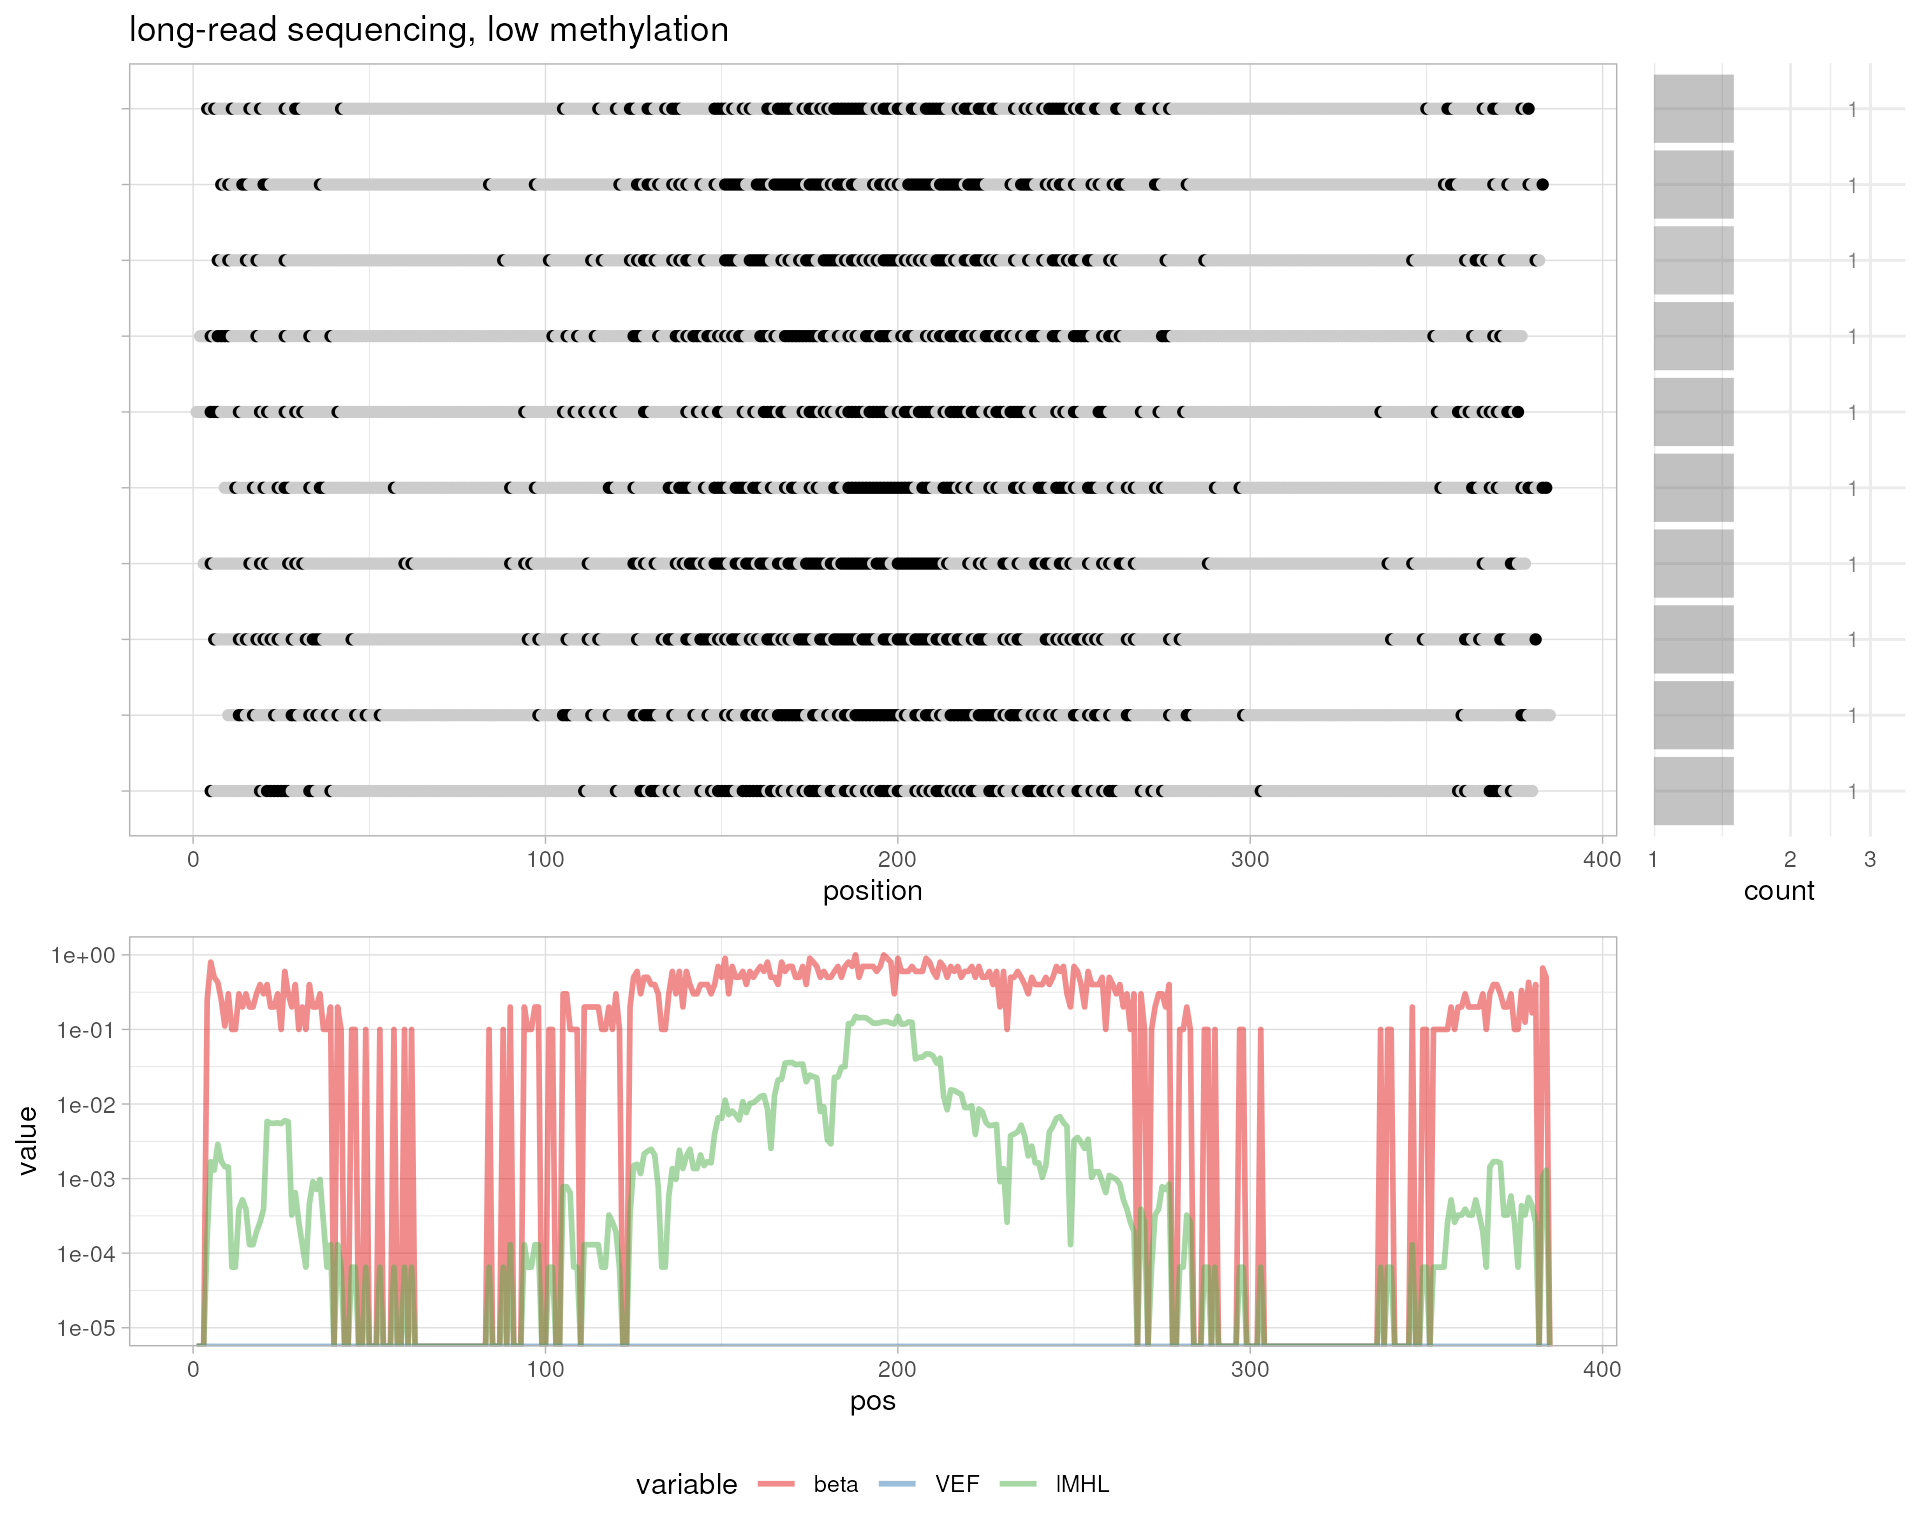 long-read sequencing, low methylation
1
1
1
1
1
1
1
1
1
1
0 100 200 300 400 1 2 3
position count
1e+00
1e-01
1e-02
1e-03
1e-04
1e-05
value
0 100 200 300 400
pos
variable beta VEF lMHL